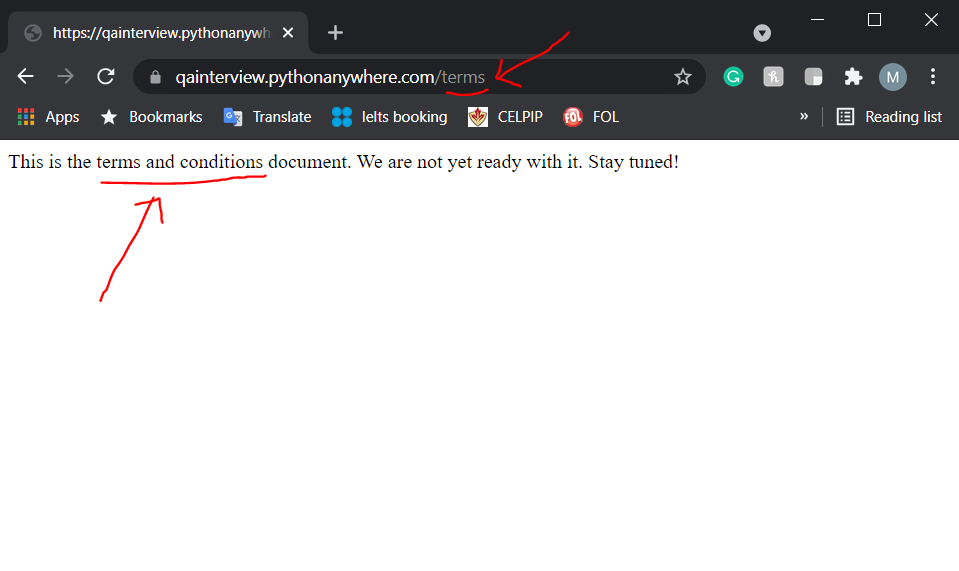 https://qainterview.pythonanywh
qainterview.pythonanywhere.com/terms
G
M
Apps
Bookmarks
Translate
Ielts booking
CELPIP
FOL
FOL
»
Reading list
This is the terms and conditions document. We are not yet ready with it. Stay tuned!